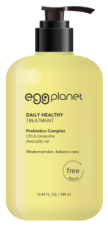 eggplanet
DAILY HEALTHY
TREATMENT
Probiotics Complex
CICA Exosome
Avocado oil
Weakened skin, balance care
free